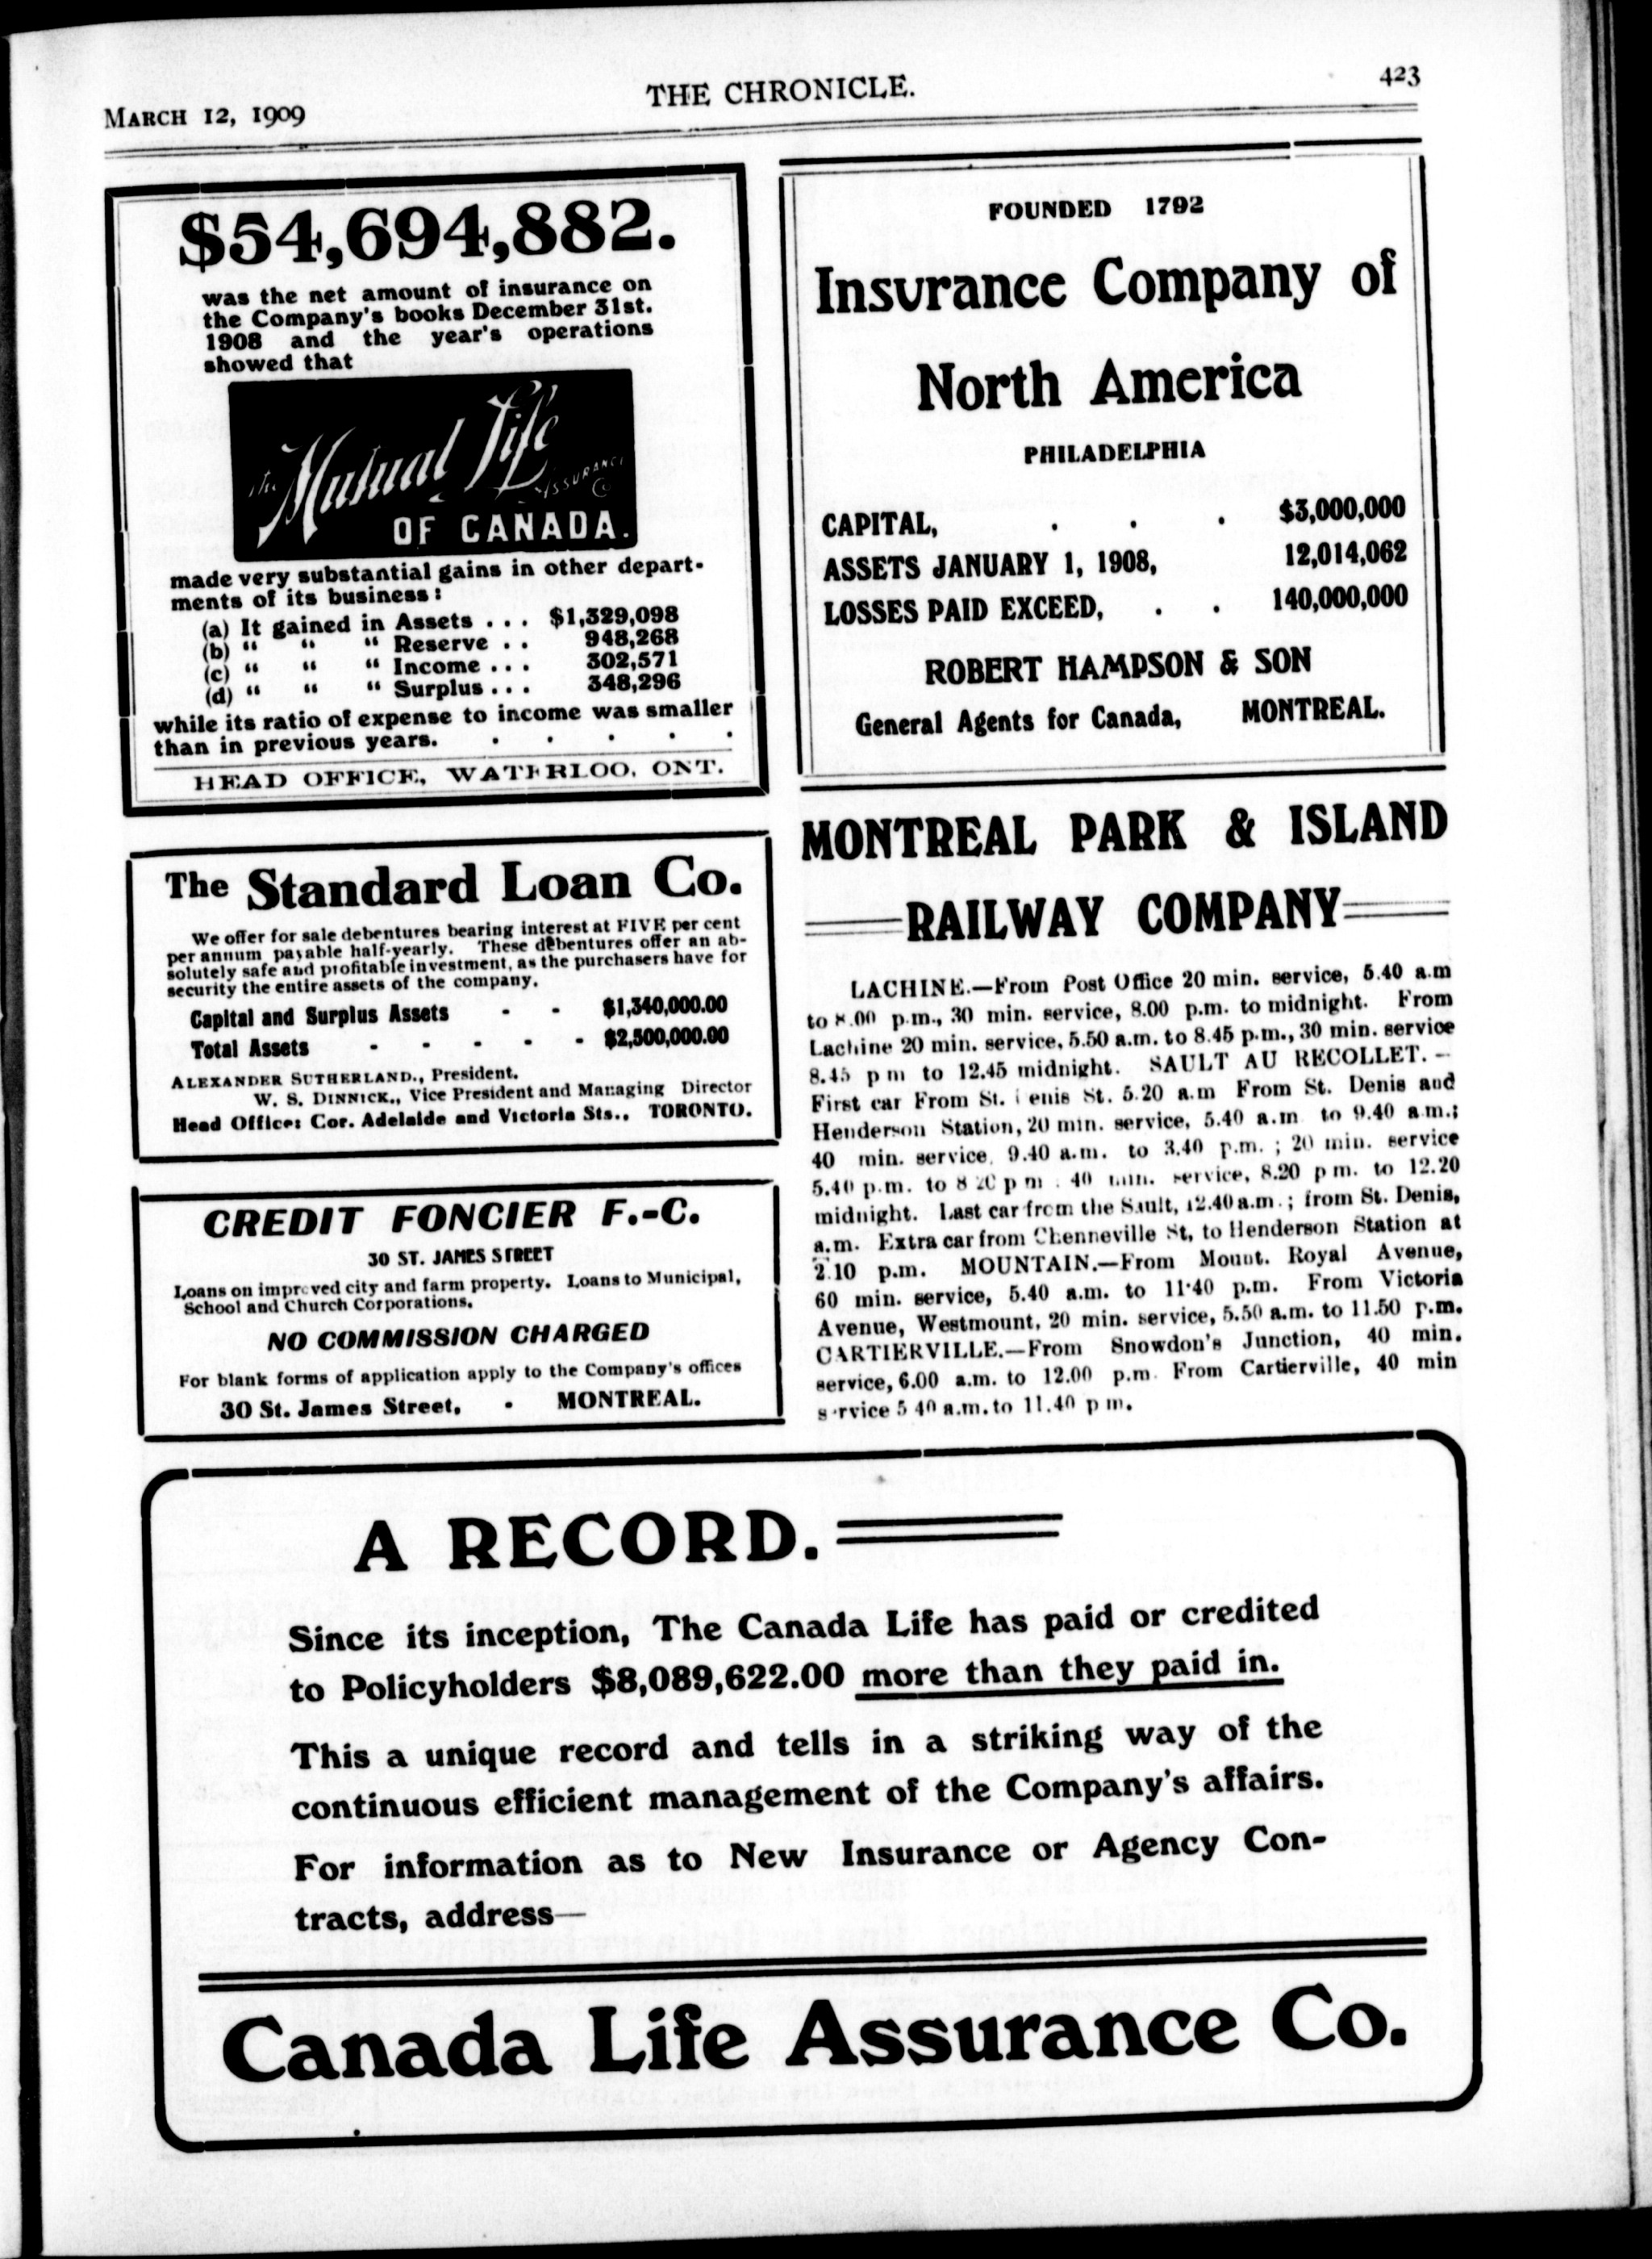 MARCH 12, 1909
THE CHRONICLE.
423
$54,694,882.
was the net amount of insurance on
the Company's books December 31st.
1908 and the year's operations
showed that
The Mutual Life
ASSURANCE CO
OF CANADA.
made very substantial gains in other depart-
ments of its business:
(a) It gained in Assets . . . $1,329,098
(b) “ “ “ Reserve . . 948,268
(c) “ “ “ Income . . . 302,571
(d) “ “ “ Surplus . . . 348,296
while its ratio of expense to income was smaller
than in previous years. . . . . .
HEAD OFFICE, WATERLOO, ONT.
FOUNDED 1792
Insurance Company of
North America
PHILADELPHIA
CAPITAL, . . . $3,000,000
ASSETS JANUARY 1, 1908, 12,014,062
LOSSES PAID EXCEED, . . 140,000,000
ROBERT HAMPSON & SON
General Agents for Canada, MONTREAL.
The Standard Loan Co.
We offer for sale debentures bearing interest at FIVE per cent
per annum payable half-yearly. These debentures offer an ab-
solutely safe and profitable investment, as the purchasers have for
security the entire assets of the company.
Capital and Surplus Assets - - $1,340,000.00
Total Assets - - - - - $2,500,000.00
ALEXANDER SUTHERLAND., President.
W. S. DINNICK., Vice President and Managing Director
Head Office: Cor. Adelaide and Victoria Sts., TORONTO.
CREDIT FONCIER F.-C.
30 ST. JAMES STREET
Loans on improved city and farm property. Loans to Municipal,
School and Church Corporations.
NO COMMISSION CHARGED
For blank forms of application apply to the Company's offices
30 St. James Street, - MONTREAL.
MONTREAL PARK & ISLAND
RAILWAY COMPANY
LACHINE.—From Post Office 20 min. service, 5.40 a.m
to 8.00 p.m., 30 min. service, 8.00 p.m. to midnight. From
Lachine 20 min. service, 5.50 a.m. to 8.45 p.m., 30 min. service
8.45 p m to 12.45 midnight. SAULT AU RECOLLET. —
First car From St. enis St. 5.20 a.m From St. Denis and
Henderson Station, 20 min. service, 5.40 a.m to 9.40 a.m.;
40 min. service, 9.40 a.m. to 3.40 p.m. ; 20 min. service
5.40 p.m. to 8 20 p m . 40 min. service, 8.20 p m. to 12.20
midnight. Last car from the Sault, 12.40 a.m. ; from St. Denis,
a.m. Extra car from Chenneville St, to Henderson Station at
2.10 p.m. MOUNTAIN.—From Mount. Royal Avenue,
60 min. service, 5.40 a.m. to 11·40 p.m. From Victoria
Avenue, Westmount, 20 min. service, 5.50 a.m. to 11.50 p.m.
CARTIERVILLE.—From Snowdon's Junction, 40 min.
service, 6.00 a.m. to 12.00 p.m. From Cartierville, 40 min
s rvice 5 40 a.m. to 11.40 p m.
A RECORD.
Since its inception, The Canada Life has paid or credited
to Policyholders $8,089,622.00 more than they paid in.
This a unique record and tells in a striking way of the
continuous efficient management of the Company's affairs.
For information as to New Insurance or Agency Con-
tracts, address—
Canada Life Assurance Co.